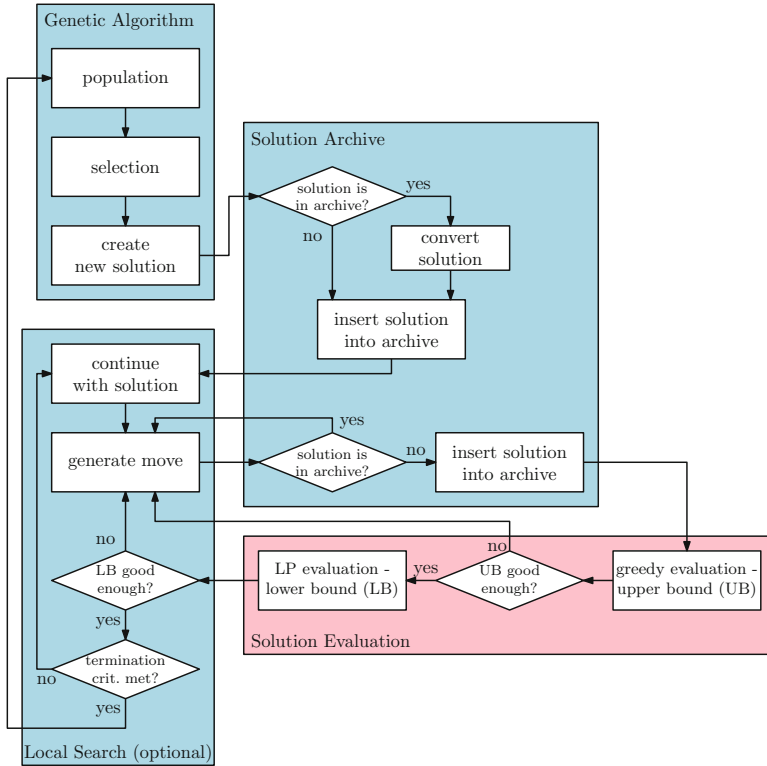 Genetic Algorithm
population
selection
create
new solution
Solution Archive
solution is
in archive?
yes
no
convert
solution
insert solution
into archive
continue
with solution
generate move
yes
solution is
in archive?
no
insert solution
into archive
no
LB good
enough?
yes
LP evaluation -
lower bound (LB)
yes
no
UB good
enough?
greedy evaluation -
upper bound (UB)
Solution Evaluation
termination
crit. met?
no
yes
Local Search (optional)